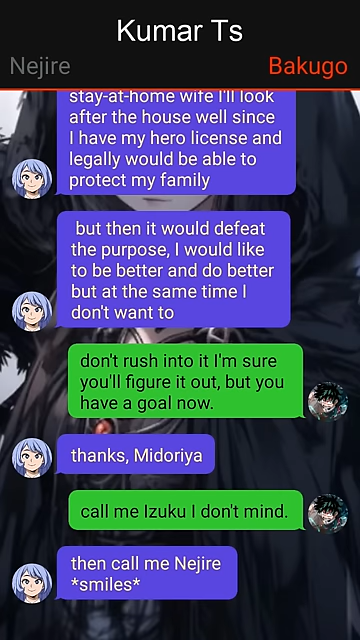 Kumar Ts
Nejire
Bakugo
stay-at-home wife I'll look
after the house well since
I have my hero license and
legally would be able to
protect my family
but then it would defeat
the purpose, I would like
to be better and do better
but at the same time I
don't want to
don't rush into it I'm sure
you'll figure it out, but you
have a goal now.
thanks, Midoriya
call me Izuku I don't mind.
then call me Nejire
*smiles*